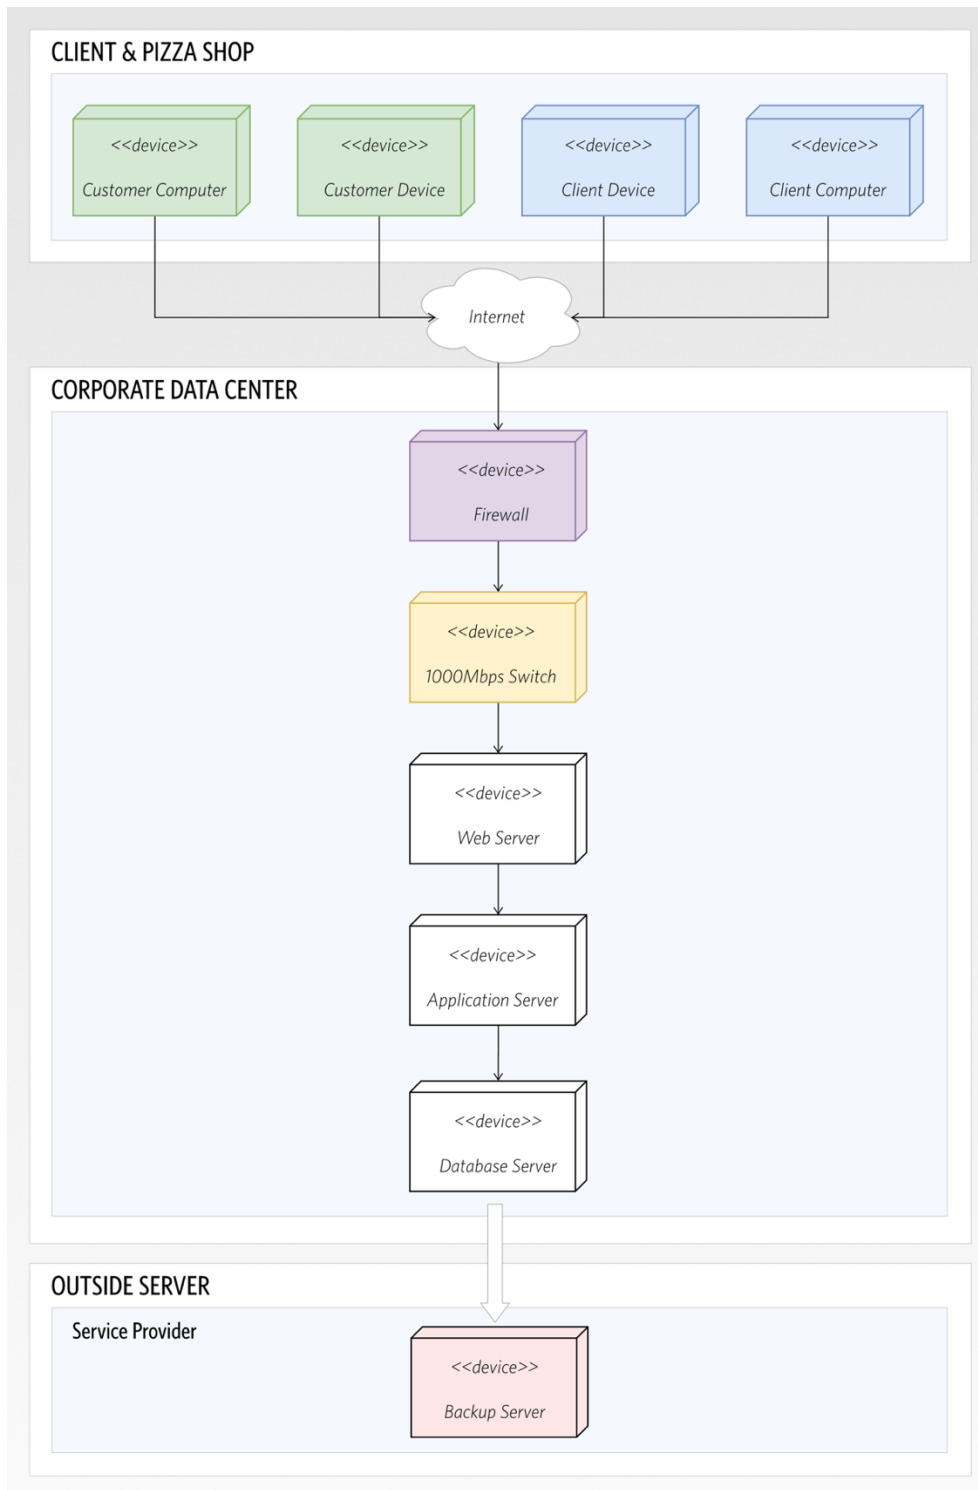 CLIENT & PIZZA SHOP
<<device>>
Customer Computer
<<device>>
Customer Device
<<device>>
Client Device
<<device>>
Client Computer
Internet
CORPORATE DATA CENTER
<<device>>
Firewall
<<device>>
1000Mbps Switch
<<device>>
Web Server
<<device>>
Application Server
<<device>>
Database Server
OUTSIDE SERVER
Service Provider
<<device>>
Backup Server